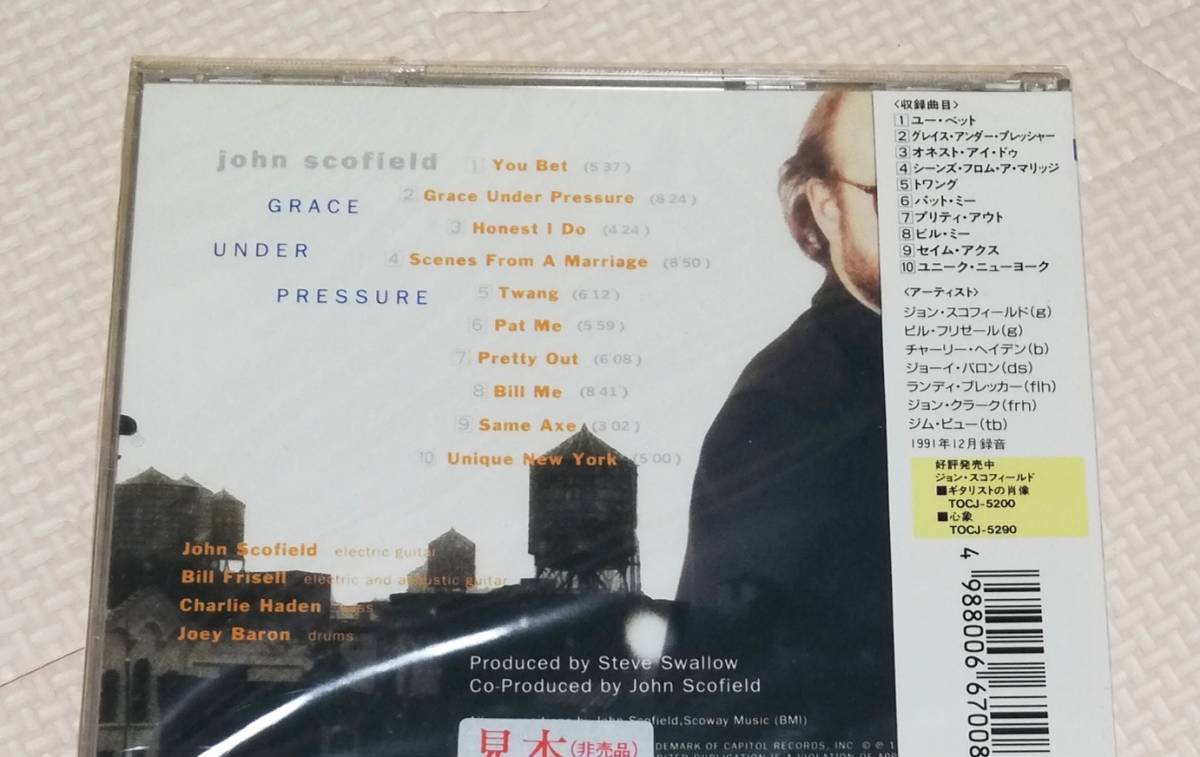 john scofield
GRACE
UNDER
PRESSURE
1 You Bet (5 37)
2 Grace Under Pressure (8 24)
3 Honest I Do (4 24)
4 Scenes From A Marriage (8 50)
5 Twang (6 12)
6 Pat Me (5 59)
7 Pretty Out (6 08)
8 Bill Me (8 41)
9 Same Axe (3 02)
10 Unique New York (5 00)
John Scofield electric guitar
Bill Frisell electric and acoustic guitar
Charlie Haden bass
Joey Baron drums
Produced by Steve Swallow
Co-Produced by John Scofield
by John Scofield, Scoway Music (BMI)
見本(非売品)
DEMARK OF CAPITOL RECORDS, INC © ℗ 1
〈収録曲目〉
1 ユー・ベット
2 グレイス・アンダー・プレッシャー
3 オネスト・アイ・ドゥ
4 シーンズ・フロム・ア・マリッジ
5 トワング
6 パット・ミー
7 プリティ・アウト
8 ビル・ミー
9 セイム・アクス
10 ユニーク・ニューヨーク
〈アーティスト〉
ジョン・スコフィールド(g)
ビル・フリゼール(g)
チャーリー・ヘイデン(b)
ジョーイ・バロン(ds)
ランディ・ブレッカー(flh)
ジョン・クラーク(frh)
ジム・ピュー(tb)
1991年12月録音
好評発売中
ジョン・スコフィールド
■ギタリストの肖像
TOCJ-5200
■心象
TOCJ-5290
4 988006 67008